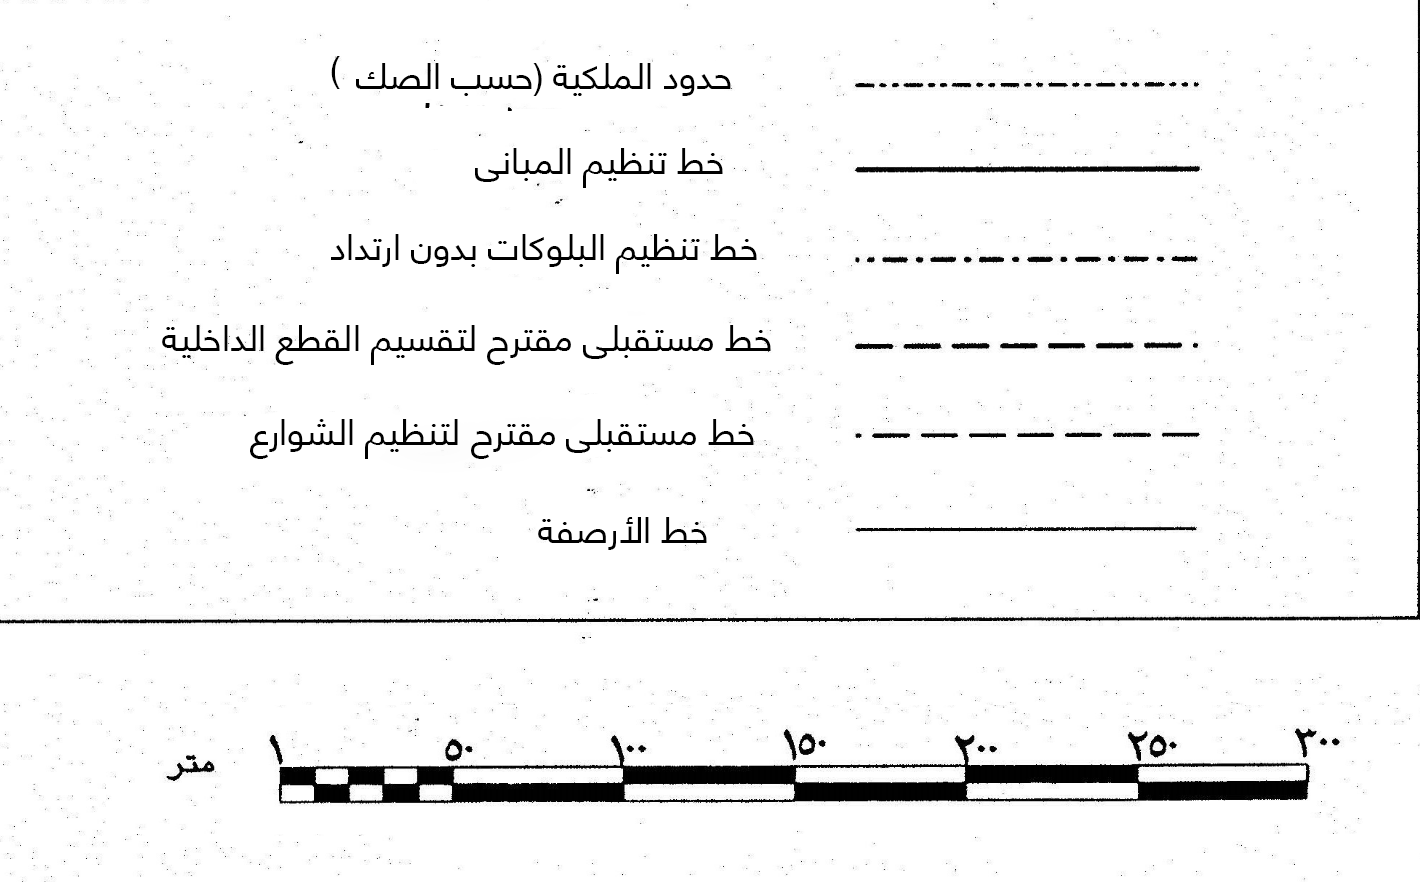 حدود الملكية (حسب الصك )
خط تنظيم المبانى
خط تنظيم البلوكات بدون ارتداد
خط مستقبلى مقترح لتقسيم القطع الداخلية
خط مستقبلى مقترح لتنظيم الشوارع
خط الأرصفة
متر ١ ٥٠ ١٠٠ ١٥٠ ٢٠٠ ٢٥٠ ٣٠٠